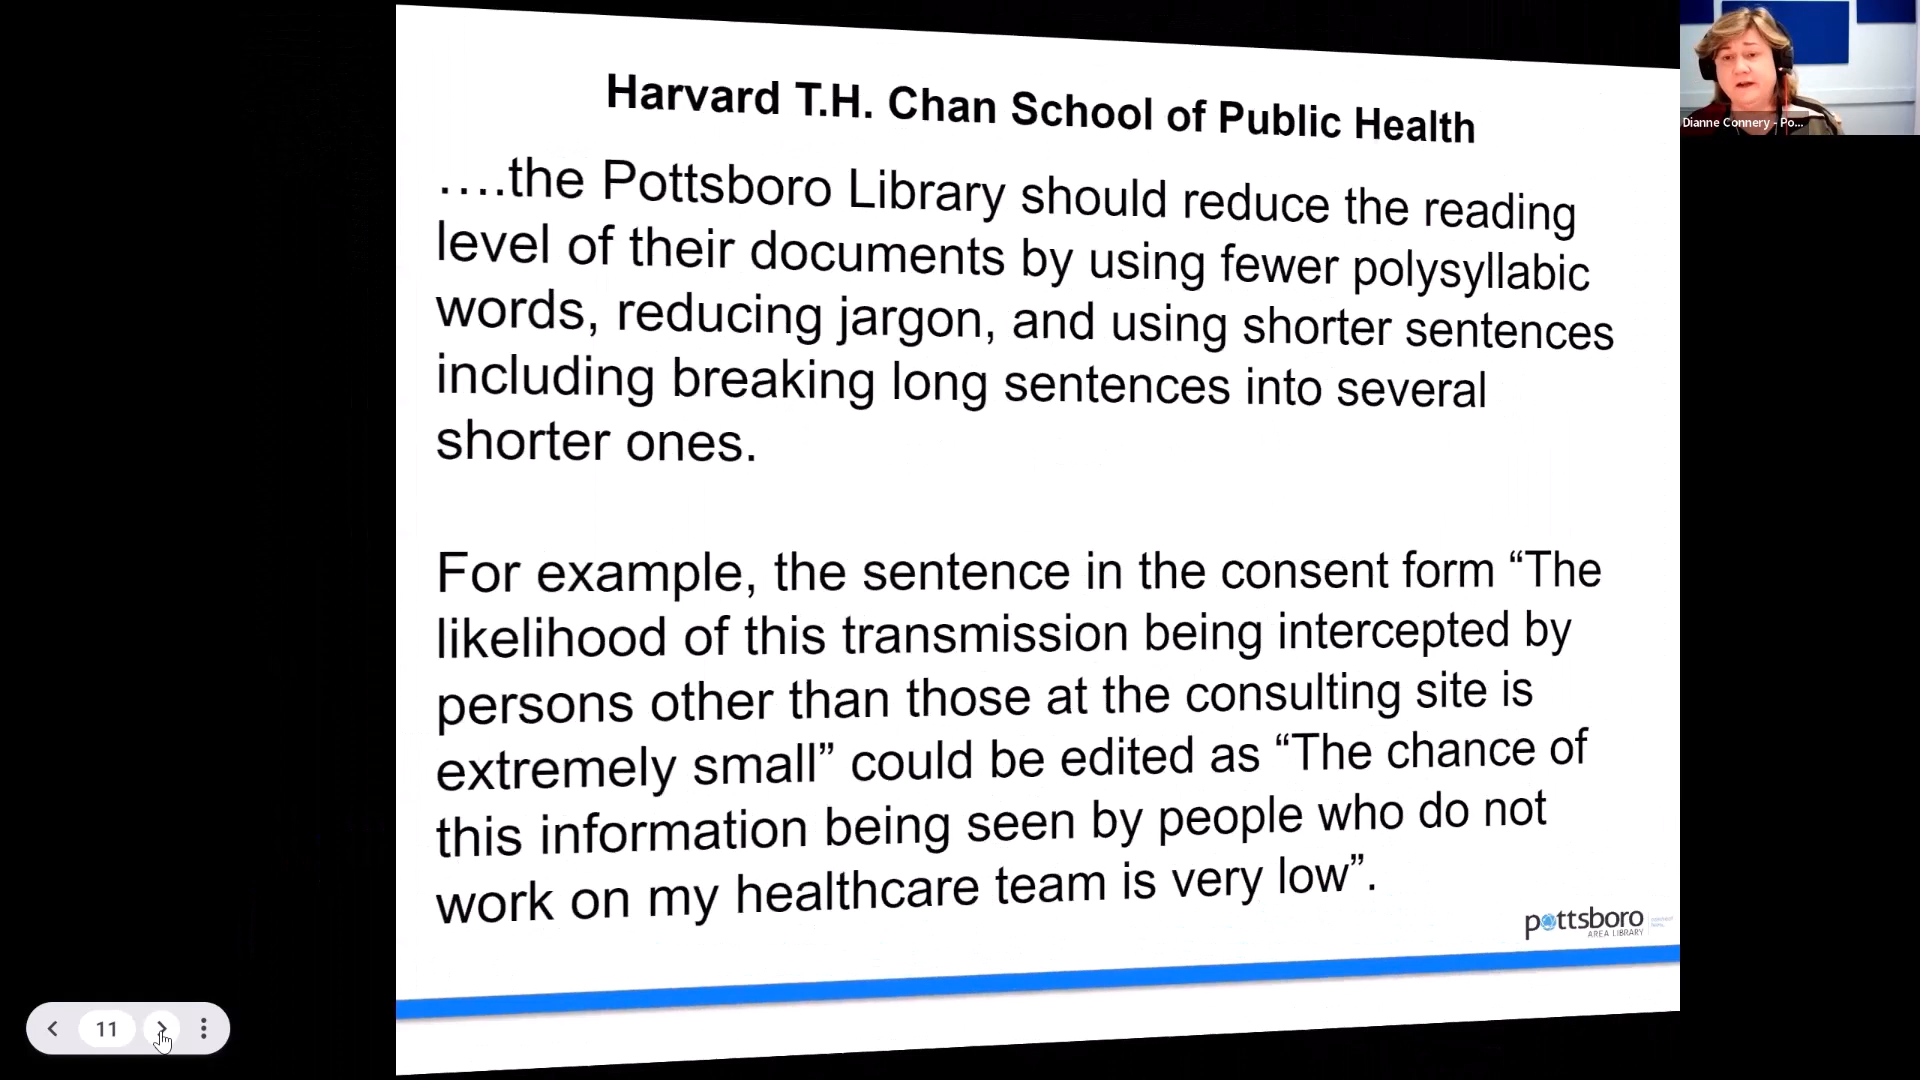 Harvard T.H. Chan School of Public Health
….the Pottsboro Library should reduce the reading
level of their documents by using fewer polysyllabic
words, reducing jargon, and using shorter sentences
including breaking long sentences into several
shorter ones.
For example, the sentence in the consent form “The
likelihood of this transmission being intercepted by
persons other than those at the consulting site is
extremely small” could be edited as “The chance of
this information being seen by people who do not
work on my healthcare team is very low”.
pottsboro
AREA LIBRARY
Dianne Connery - Po...
11